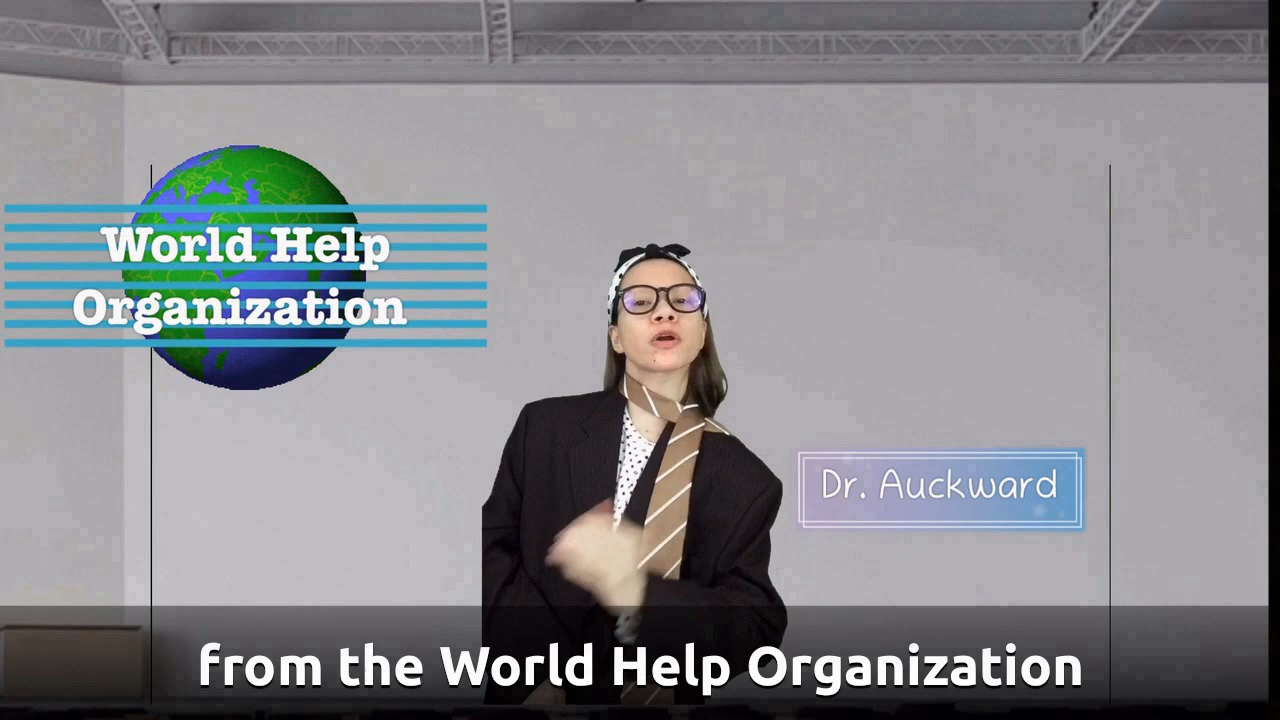 World Help
Organization
Dr. Auckward
from the World Help Organization